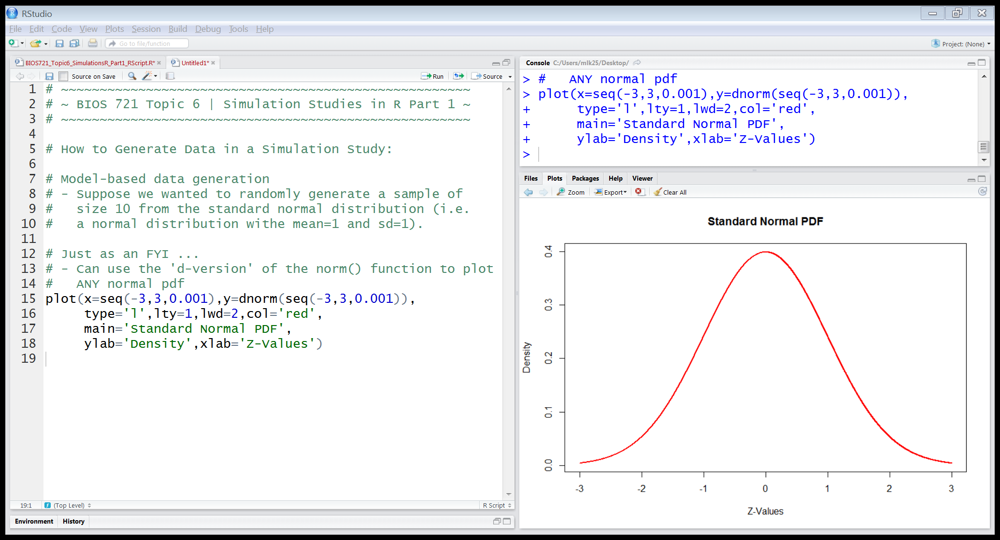 RStudio
File Edit Code View Plots Session Build Debug Tools Help
Go to file/function
Project: (None)
BIOS721_Topic6_SimulationsR_Part1_RScript.R*
Untitled1*
Source on Save
Run
Source
1 # ~~~~~~~~~~~~~~~~~~~~~~~~~~~~~~~~~~~~~~~~~~~~~~~~~~~~~
2 # ~ BIOS 721 Topic 6 | Simulation Studies in R Part 1 ~
3 # ~~~~~~~~~~~~~~~~~~~~~~~~~~~~~~~~~~~~~~~~~~~~~~~~~~~~~
4
5 # How to Generate Data in a Simulation Study:
6
7 # Model-based data generation
8 # - Suppose we wanted to randomly generate a sample of
9 #   size 10 from the standard normal distribution (i.e.
10 #   a normal distribution withe mean=1 and sd=1).
11
12 # Just as an FYI ...
13 # - Can use the 'd-version' of the norm() function to plot
14 #   ANY normal pdf
15 plot(x=seq(-3,3,0.001),y=dnorm(seq(-3,3,0.001)),
16      type='l',lty=1,lwd=2,col='red',
17      main='Standard Normal PDF',
18      ylab='Density',xlab='Z-Values')
19
19:1
(Top Level)
R Script
Environment
History
Console C:/Users/mlk25/Desktop/
> #   ANY normal pdf
> plot(x=seq(-3,3,0.001),y=dnorm(seq(-3,3,0.001)),
+      type='l',lty=1,lwd=2,col='red',
+      main='Standard Normal PDF',
+      ylab='Density',xlab='Z-Values')
>
Files Plots Packages Help Viewer
Zoom
Export
Clear All
Standard Normal PDF
Density
0.4
0.3
0.2
0.1
0.0
-3 -2 -1 0 1 2 3
Z-Values